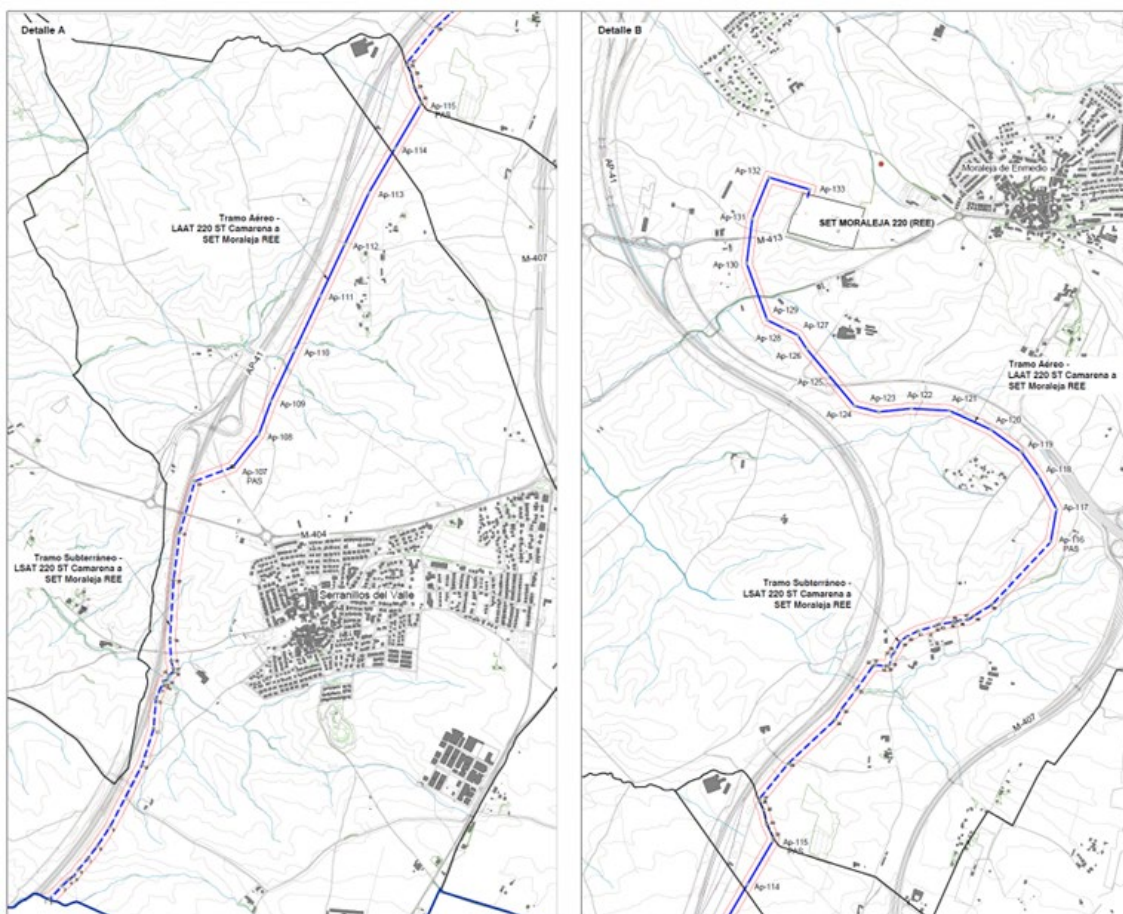 Detalle A
Ap-115
PAS
Ap-114
Ap-113
Tramo Aéreo -
LAAT 220 ST Camarena a
SET Moraleja REE
Ap-112
M-407
Ap-111
Ap-110
AP-41
Ap-109
Ap-108
Ap-107
PAS
M-404
Tramo Subterráneo -
LSAT 220 ST Camarena a
SET Moraleja REE
Serranillos del Valle
Detalle B
AP-41
Moraleja de Enmedio
Ap-132
Ap-133
Ap-131
SET MORALEJA 220 (REE)
M-413
Ap-130
Ap-129
Ap-127
Ap-128
Ap-126
Tramo Aéreo -
LAAT 220 ST Camarena a
SET Moraleja REE
Ap-125
Ap-124
Ap-123
Ap-122
Ap-121
Ap-120
Ap-119
Ap-118
Ap-117
Ap-116
PAS
Tramo Subterráneo -
LSAT 220 ST Camarena a
SET Moraleja REE
M-407
Ap-115
PAS
Ap-114